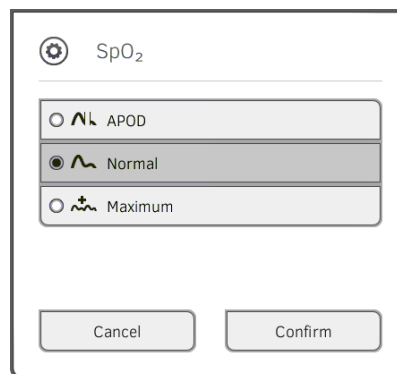 SpO₂
APOD
Normal
Maximum
Cancel Confirm